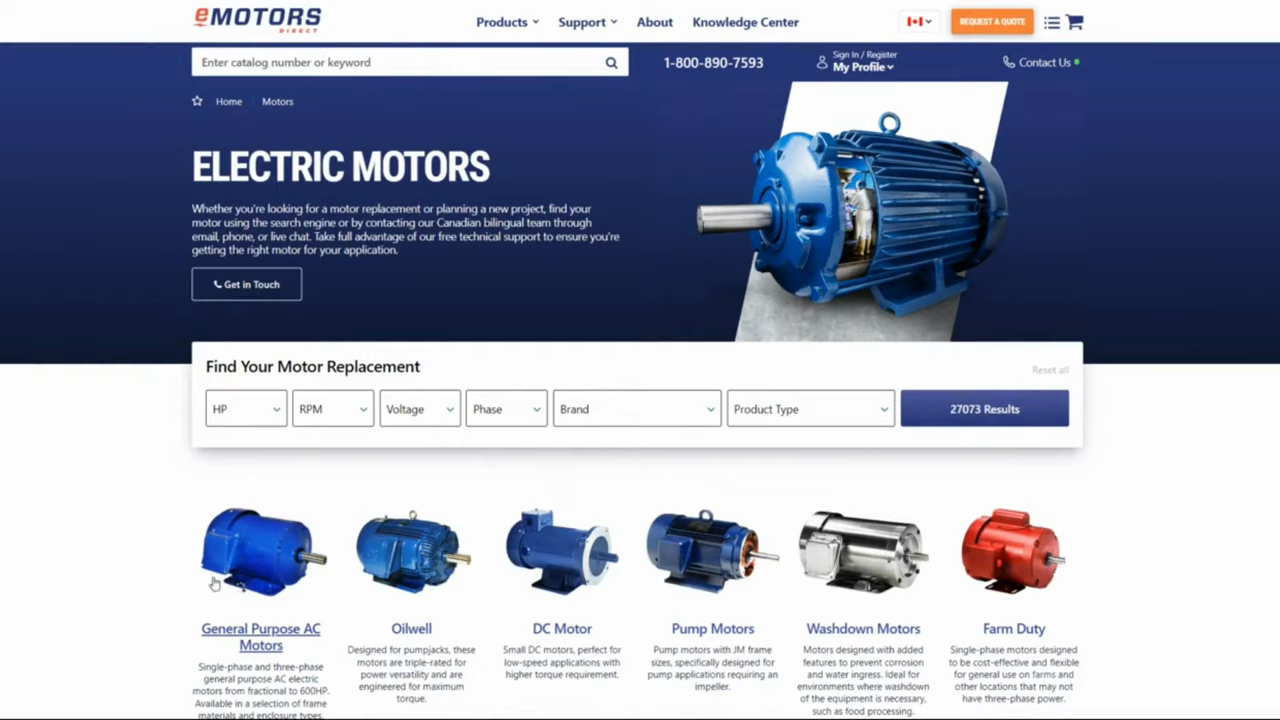 eMOTORS
DIRECT
Products Support About Knowledge Center
REQUEST A QUOTE
Enter catalog number or keyword
1-800-890-7593
Sign In / Register
My Profile
Contact Us
Home Motors
ELECTRIC MOTORS
Whether you're looking for a motor replacement or planning a new project, find your
motor using the search engine or by contacting our Canadian bilingual team through
email, phone, or live chat. Take full advantage of our free technical support to ensure you're
getting the right motor for your application.
Get in Touch
Find Your Motor Replacement
Reset all
HP RPM Voltage Phase Brand Product Type 27073 Results
General Purpose AC
Motors
Single-phase and three-phase
general purpose AC electric
motors from fractional to 600HP.
Available in a selection of frame
materials and enclosure types.
Oilwell
Designed for pumpjacks, these
motors are triple-rated for
power versatility and are
engineered for maximum
torque.
DC Motor
Small DC motors, perfect for
low-speed applications with
higher torque requirement.
Pump Motors
Pump motors with JM frame
sizes, specifically designed for
pump applications requiring an
impeller.
Washdown Motors
Motors designed with added
features to prevent corrosion
and water ingress. Ideal for
environments where washdown
of the equipment is necessary,
such as food processing.
Farm Duty
Single-phase motors designed
to be cost-effective and flexible
for general use on farms and
other locations that may not
have three-phase power.